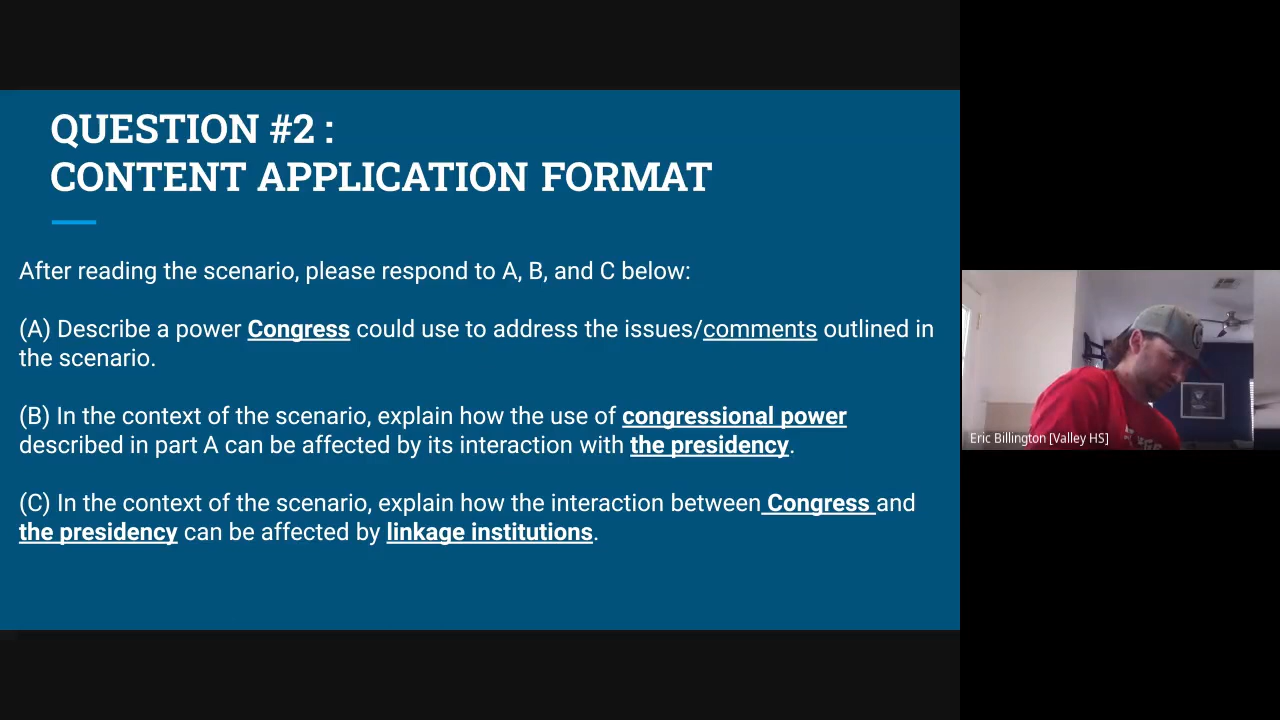 QUESTION #2 :
CONTENT APPLICATION FORMAT
After reading the scenario, please respond to A, B, and C below:
(A) Describe a power Congress could use to address the issues/comments outlined in
the scenario.
(B) In the context of the scenario, explain how the use of congressional power
described in part A can be affected by its interaction with the presidency.
(C) In the context of the scenario, explain how the interaction between Congress and
the presidency can be affected by linkage institutions.
Eric Billington [Valley HS]